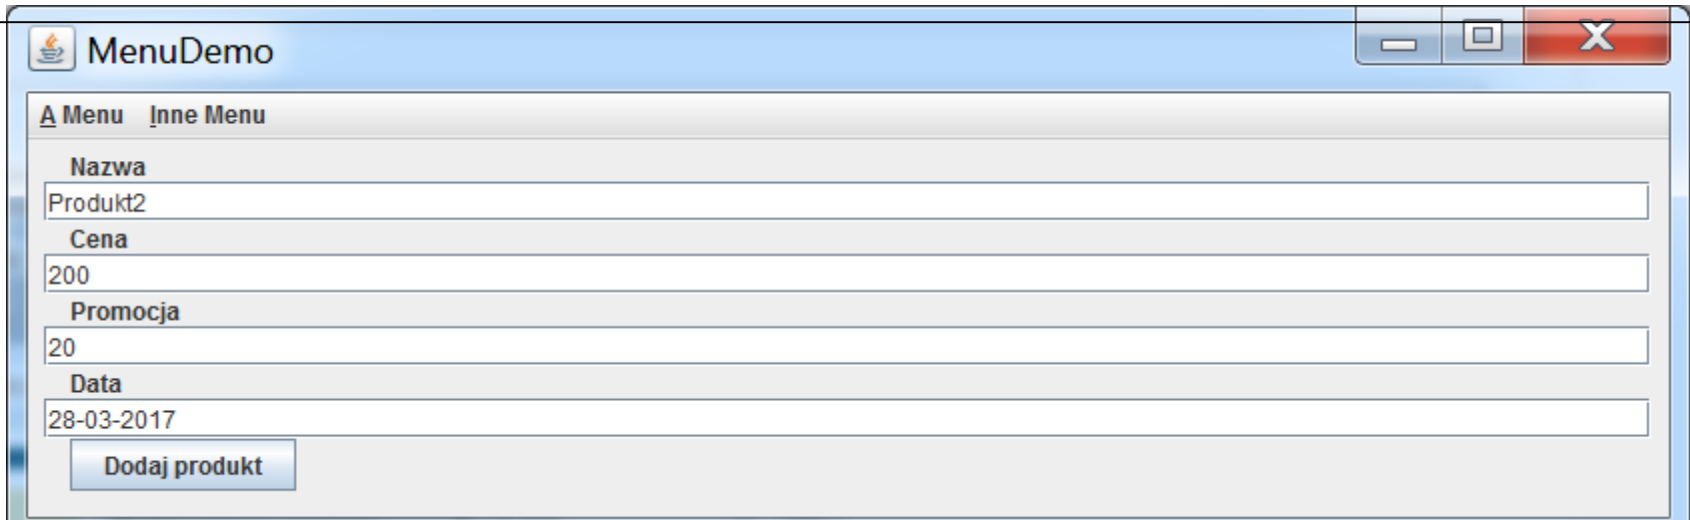 MenuDemo
A Menu Inne Menu
Nazwa
Produkt2
Cena
200
Promocja
20
Data
28-03-2017
Dodaj produkt